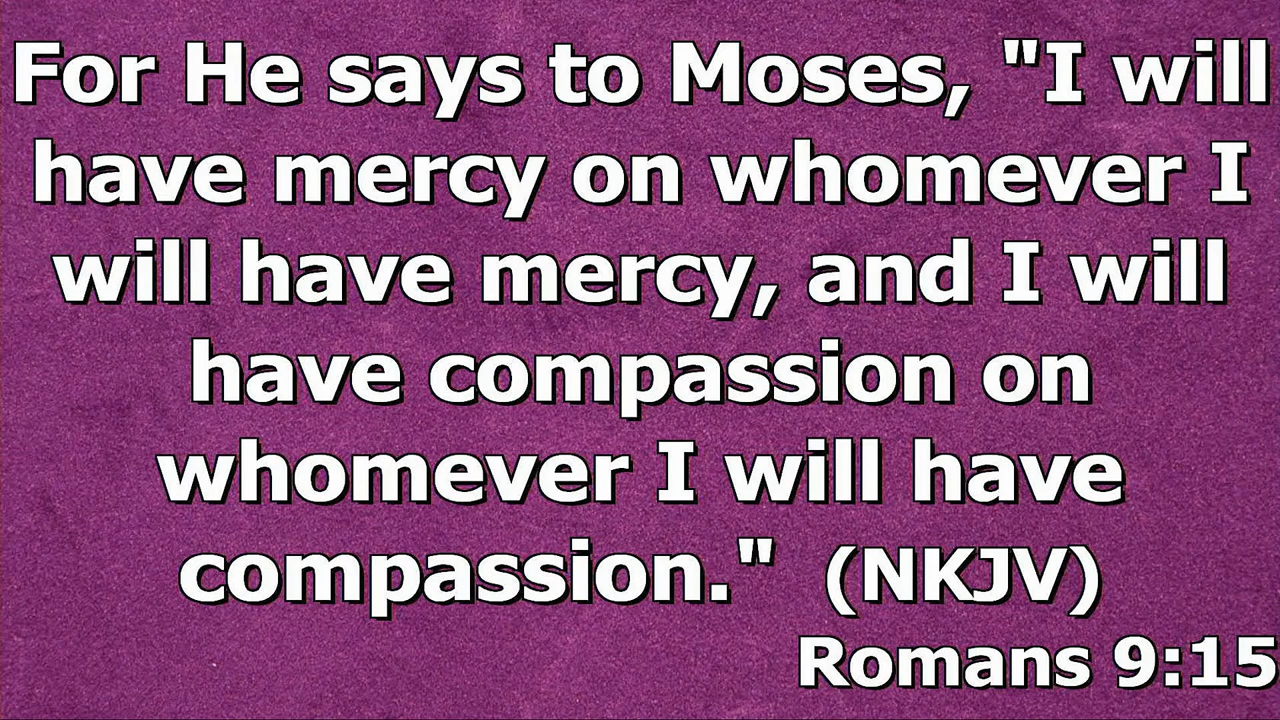 For He says to Moses, "I will
have mercy on whomever I
will have mercy, and I will
have compassion on
whomever I will have
compassion."  (NKJV)
Romans 9:15